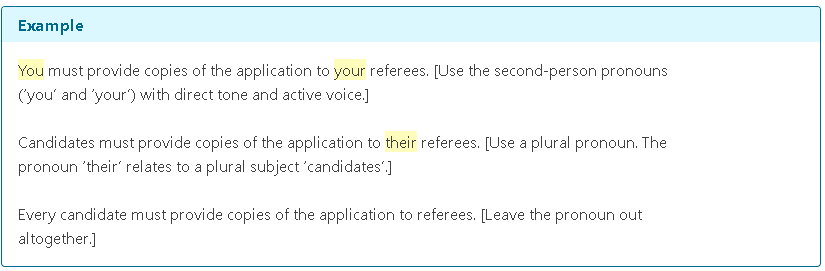 Example
You must provide copies of the application to your referees. [Use the second-person pronouns
(‘you’ and ‘your’) with direct tone and active voice.]
Candidates must provide copies of the application to their referees. [Use a plural pronoun. The
pronoun ‘their’ relates to a plural subject ‘candidates’.]
Every candidate must provide copies of the application to referees. [Leave the pronoun out
altogether.]